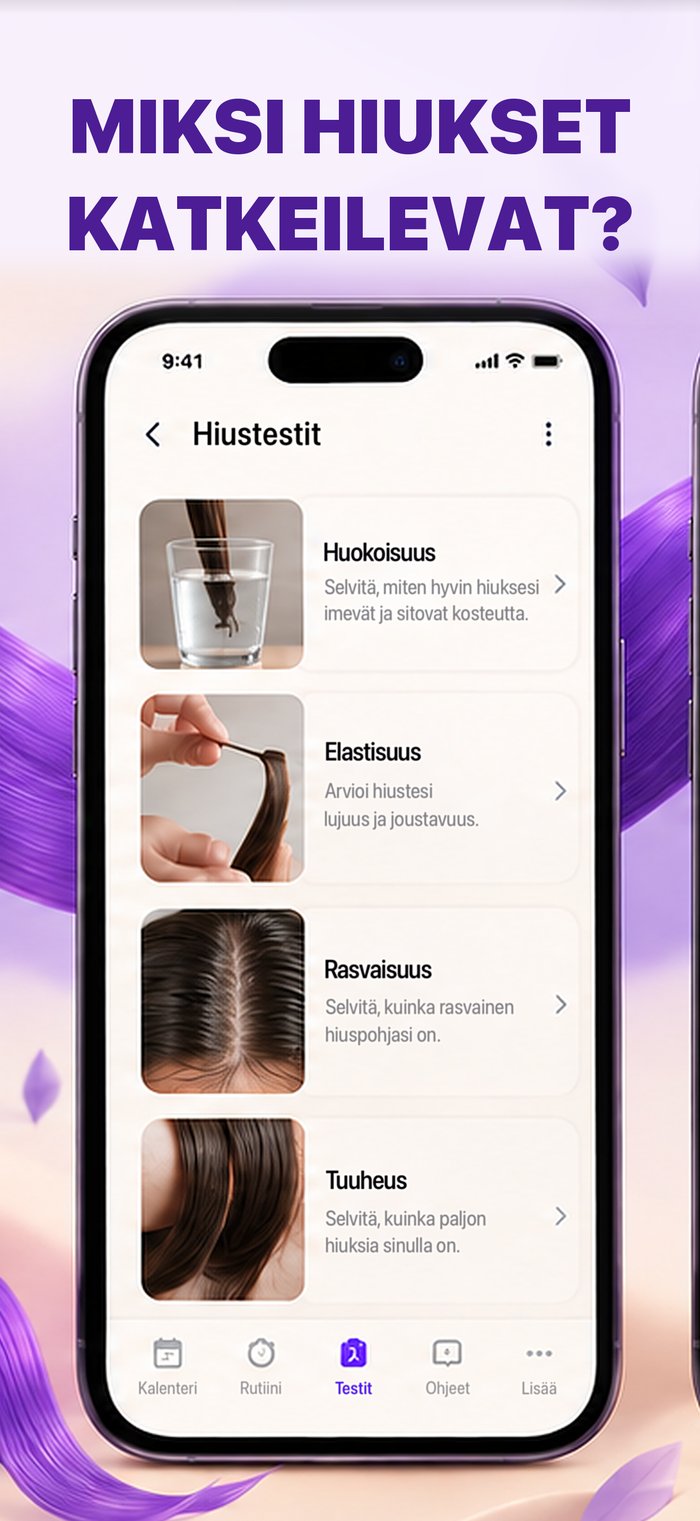 MIKSI HIUKSET
KATKEILEVAT?
9:41
Hiustestit
Huokoisuus
Selvitä, miten hyvin hiuksesi
imevät ja sitovat kosteutta.
Elastisuus
Arvioi hiustesi
lujuus ja joustavuus.
Rasvaisuus
Selvitä, kuinka rasvainen
hiuspohjasi on.
Tuuheus
Selvitä, kuinka paljon
hiuksia sinulla on.
Kalenteri Rutiini Testit Ohjeet Lisää